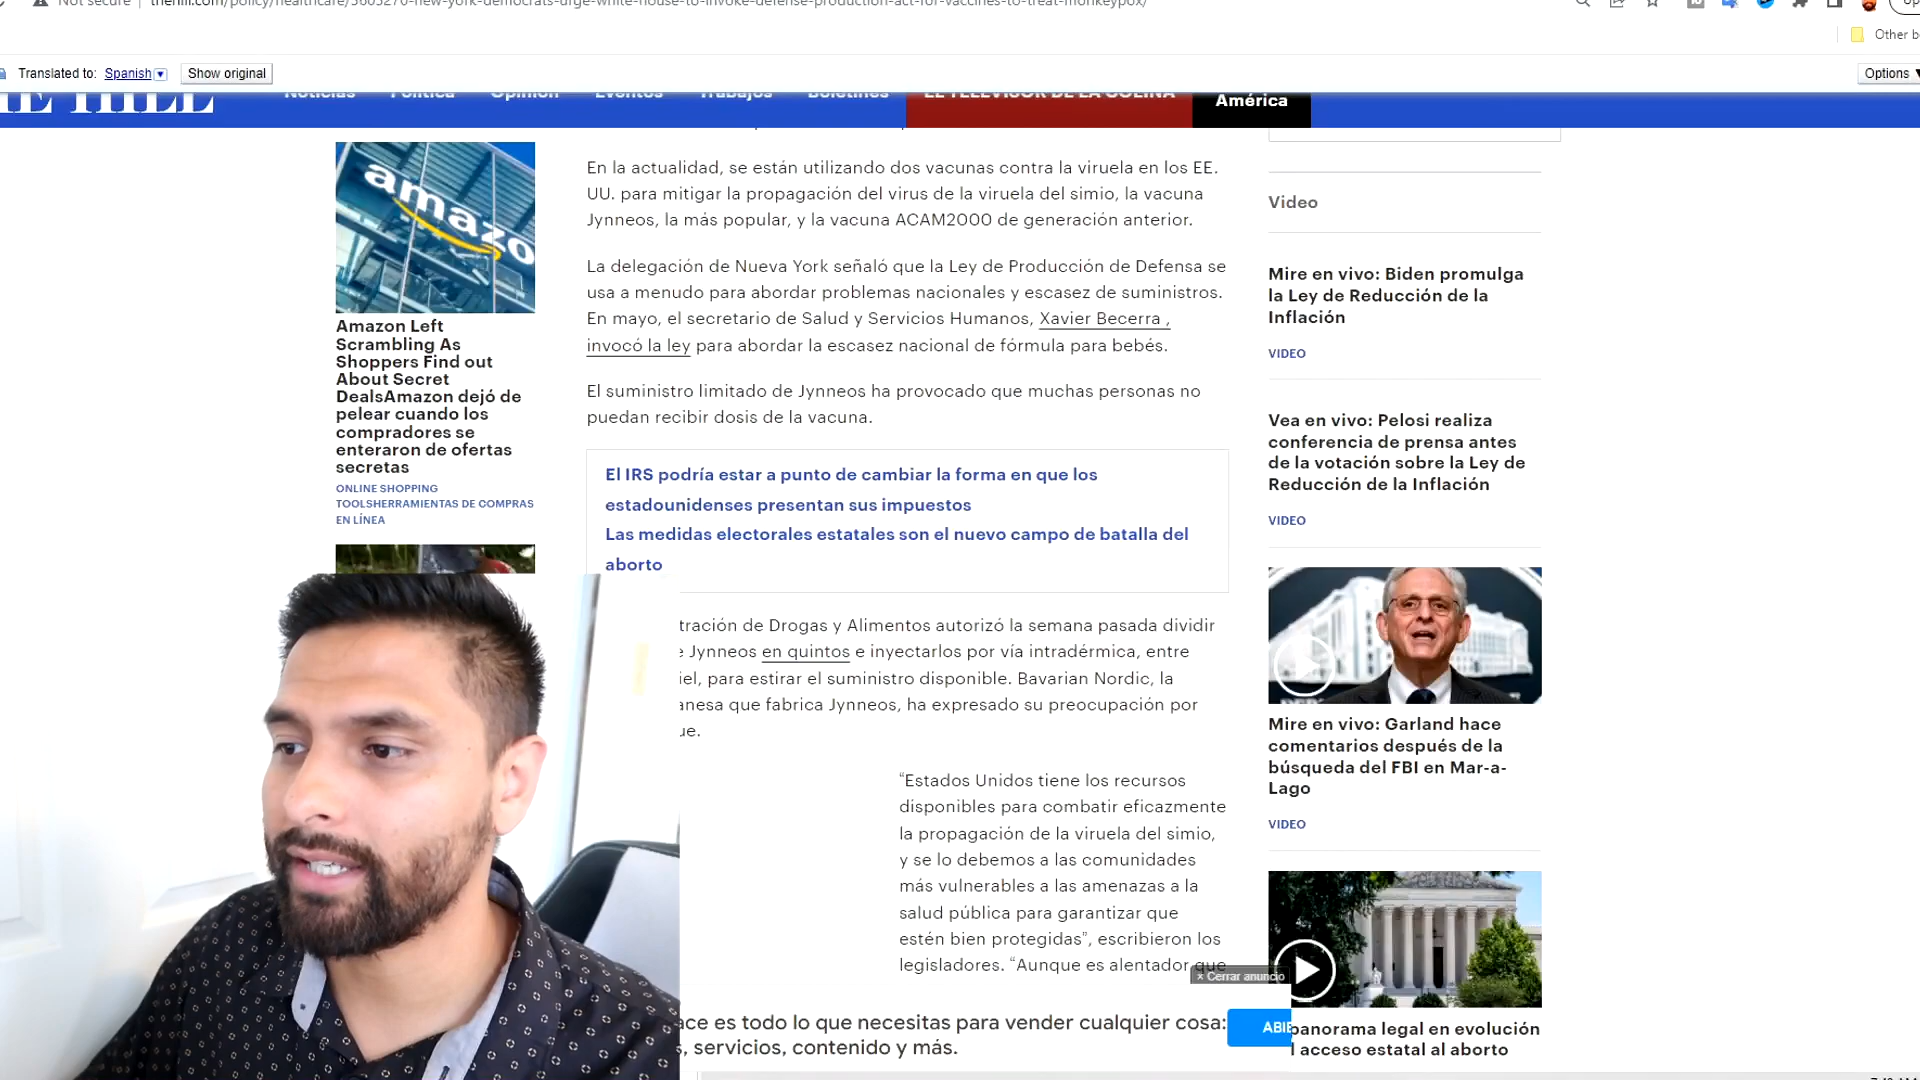 Not secure
thehill.com/policy/healthcare/3605270-new-york-democrats-urge-white-house-to-invoke-defense-production-act-for-vaccines-to-treat-monkeypox/
Other b
Translated to: Spanish
Show original
Options
HE HILL
Noticias
Política
Opinión
Eventos
Trabajos
Boletines
EL TELEVISOR DE LA COLINA
América
Amazon Left
Scrambling As
Shoppers Find out
About Secret
DealsAmazon dejó de
pelear cuando los
compradores se
enteraron de ofertas
secretas
ONLINE SHOPPING
TOOLSHERRAMIENTAS DE COMPRAS
EN LÍNEA
amazo
En la actualidad, se están utilizando dos vacunas contra la viruela en los EE.
UU. para mitigar la propagación del virus de la viruela del simio, la vacuna
Jynneos, la más popular, y la vacuna ACAM2000 de generación anterior.
La delegación de Nueva York señaló que la Ley de Producción de Defensa se
usa a menudo para abordar problemas nacionales y escasez de suministros.
En mayo, el secretario de Salud y Servicios Humanos, Xavier Becerra ,
invocó la ley para abordar la escasez nacional de fórmula para bebés.
El suministro limitado de Jynneos ha provocado que muchas personas no
puedan recibir dosis de la vacuna.
El IRS podría estar a punto de cambiar la forma en que los
estadounidenses presentan sus impuestos
Las medidas electorales estatales son el nuevo campo de batalla del
aborto
tración de Drogas y Alimentos autorizó la semana pasada dividir
e Jynneos en quintos e inyectarlos por vía intradérmica, entre
iel, para estirar el suministro disponible. Bavarian Nordic, la
anesa que fabrica Jynneos, ha expresado su preocupación por
ue.
“Estados Unidos tiene los recursos
disponibles para combatir eficazmente
la propagación de la viruela del simio,
y se lo debemos a las comunidades
más vulnerables a las amenazas a la
salud pública para garantizar que
estén bien protegidas”, escribieron los
legisladores. “Aunque es alentador que
× Cerrar anuncio
ace es todo lo que necesitas para vender cualquier cosa:
, servicios, contenido y más.
ABIE
Video
Mire en vivo: Biden promulga
la Ley de Reducción de la
Inflación
VIDEO
Vea en vivo: Pelosi realiza
conferencia de prensa antes
de la votación sobre la Ley de
Reducción de la Inflación
VIDEO
Mire en vivo: Garland hace
comentarios después de la
búsqueda del FBI en Mar-a-
Lago
VIDEO
panorama legal en evolución
l acceso estatal al aborto